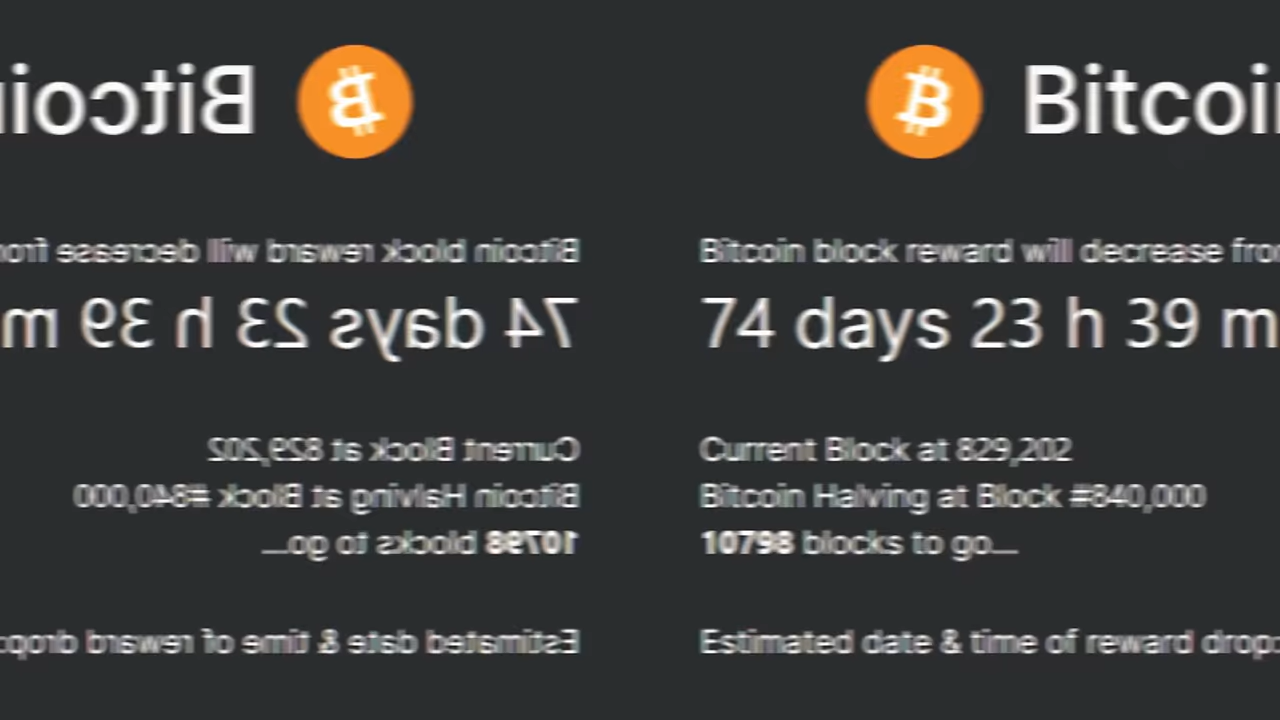 Bitcoin
Bitcoin block reward will decrease from
74 days 23 h 39 m
Current Block at 829,202
Bitcoin Halving at Block #840,000
10798 blocks to go...
Estimated date & time of reward drop:
Bitcoin
Bitcoin block reward will decrease from
74 days 23 h 39 m
Current Block at 829,202
Bitcoin Halving at Block #840,000
10798 blocks to go...
Estimated date & time of reward drop: